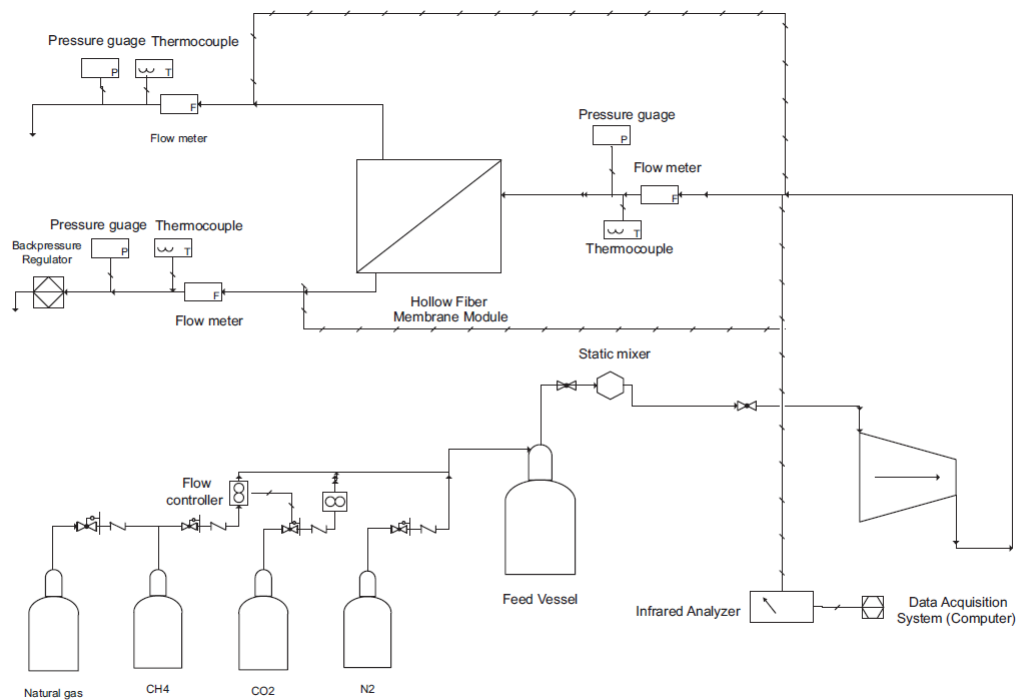 Pressure guage Thermocouple
P
T
F
Flow meter
Pressure guage
P
Flow meter
F
T
Thermocouple
Pressure guage Thermocouple
Backpressure
Regulator
P
T
F
Flow meter
Hollow Fiber
Membrane Module
Static mixer
Flow
controller
Feed Vessel
Infrared Analyzer
Data Acquisition
System (Computer)
Natural gas
CH4
CO2
N2